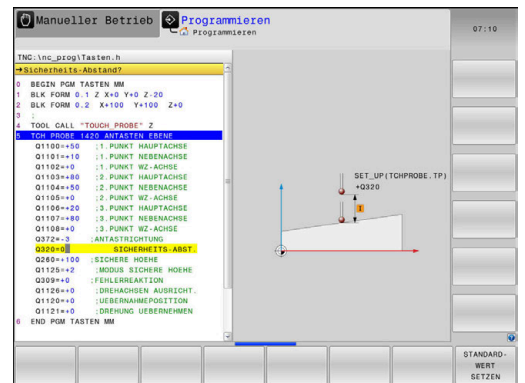 Manueller Betrieb
Programmieren
Programmieren
07:10
TNC:\nc_prog\Tasten.h
→Sicherheits-Abstand?
0 BEGIN PGM TASTEN MM
1 BLK FORM 0.1 Z X+0 Y+0 Z-20
2 BLK FORM 0.2 X+100 Y+100 Z+0
3 ;
4 TOOL CALL "TOUCH_PROBE" Z
5 TCH PROBE 1420 ANTASTEN EBENE
Q1100=+50 ;1.PUNKT HAUPTACHSE
Q1101=+10 ;1.PUNKT NEBENACHSE
Q1102=+0 ;1.PUNKT WZ-ACHSE
Q1103=+80 ;2.PUNKT HAUPTACHSE
Q1104=+50 ;2.PUNKT NEBENACHSE
Q1105=+0 ;2.PUNKT WZ-ACHSE
Q1106=+20 ;3.PUNKT HAUPTACHSE
Q1107=+80 ;3.PUNKT NEBENACHSE
Q1108=+0 ;3.PUNKT WZ-ACHSE
Q372=-3 ;ANTASTRICHTUNG
Q320=0 SICHERHEITS-ABST.
Q260=+100 ;SICHERE HOEHE
Q1125=+2 ;MODUS SICHERE HOEHE
Q309=+0 ;FEHLERREAKTION
Q1126=+0 ;DREHACHSEN AUSRICHT.
Q1120=+0 ;UEBERNAHMEPOSITION
Q1121=+0 ;DREHUNG UEBERNEHMEN
6 END PGM TASTEN MM
SET_UP(TCHPROBE.TP)
+Q320
STANDARD-
WERT
SETZEN